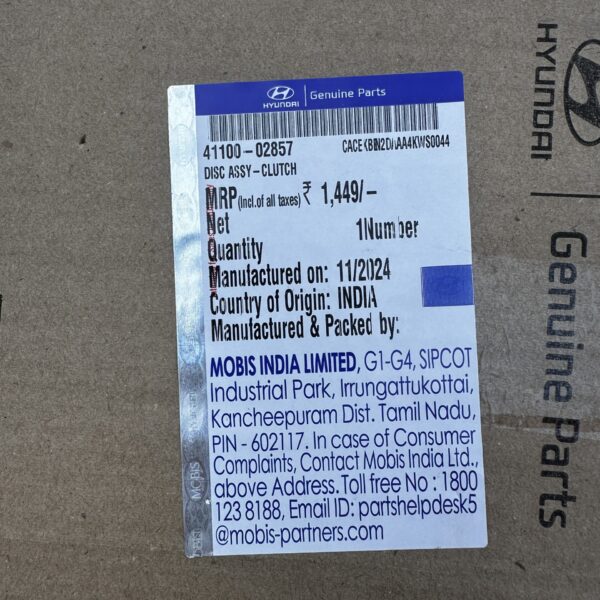 HYUNDAI | Genuine Parts
41100-02857
DISC ASSY-CLUTCH
MRP (Incl.of all taxes) ₹ 1,449/-
Net
Quantity 1Number
Manufactured on: 11/2024
Country of Origin: INDIA
Manufactured & Packed by:
MOBIS INDIA LIMITED, G1-G4, SIPCOT
Industrial Park, Irrungattukottai,
Kancheepuram Dist. Tamil Nadu,
PIN - 602117. In case of Consumer
Complaints, Contact Mobis India Ltd.,
above Address. Toll free No : 1800
123 8188, Email ID: partshelpdesk5
@mobis-partners.com
MOBIS
HYUNDAI
Genuine Parts